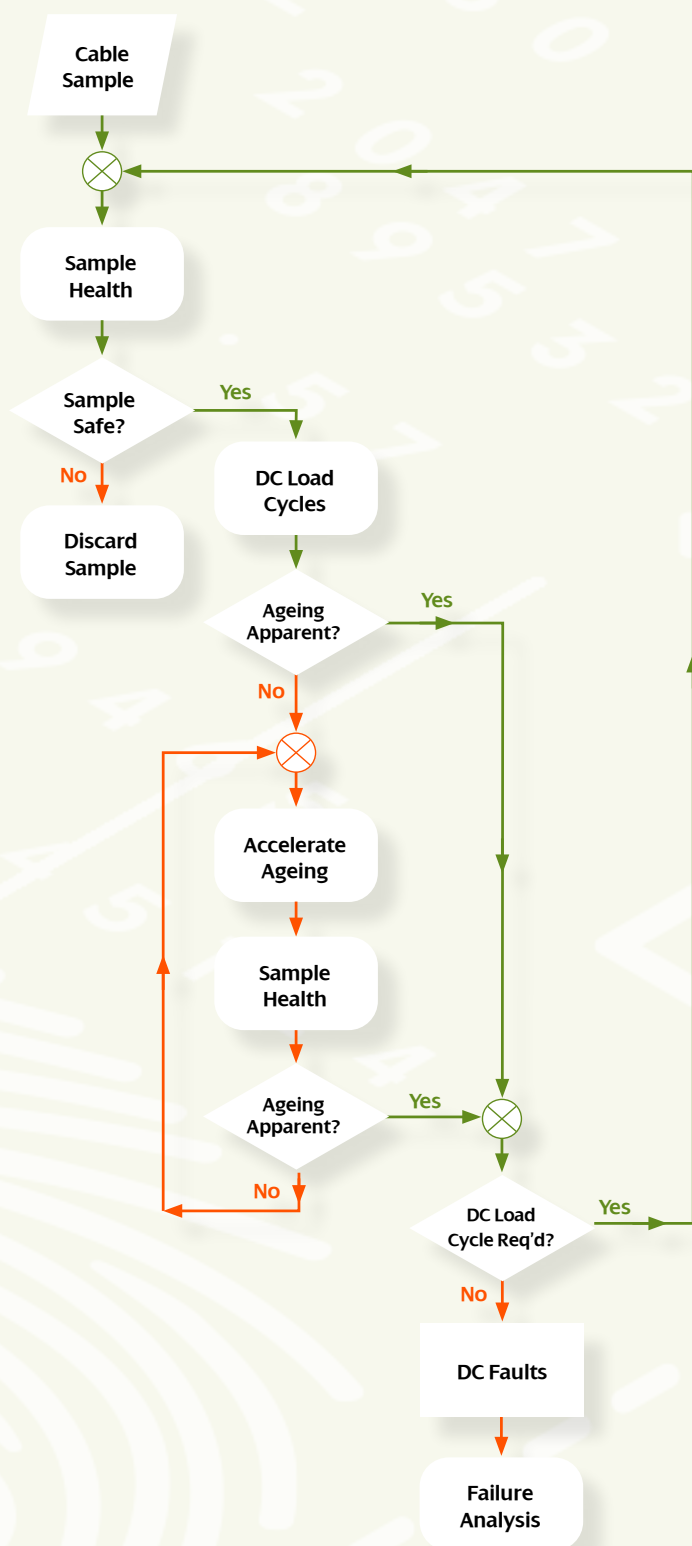 Cable
Sample
Sample
Health
Sample
Safe?
Yes
No
DC Load
Cycles
Discard
Sample
Ageing
Apparent?
Yes
No
Accelerate
Ageing
Sample
Health
Ageing
Apparent?
Yes
No
DC Load
Cycle Req'd?
Yes
No
DC Faults
Failure
Analysis